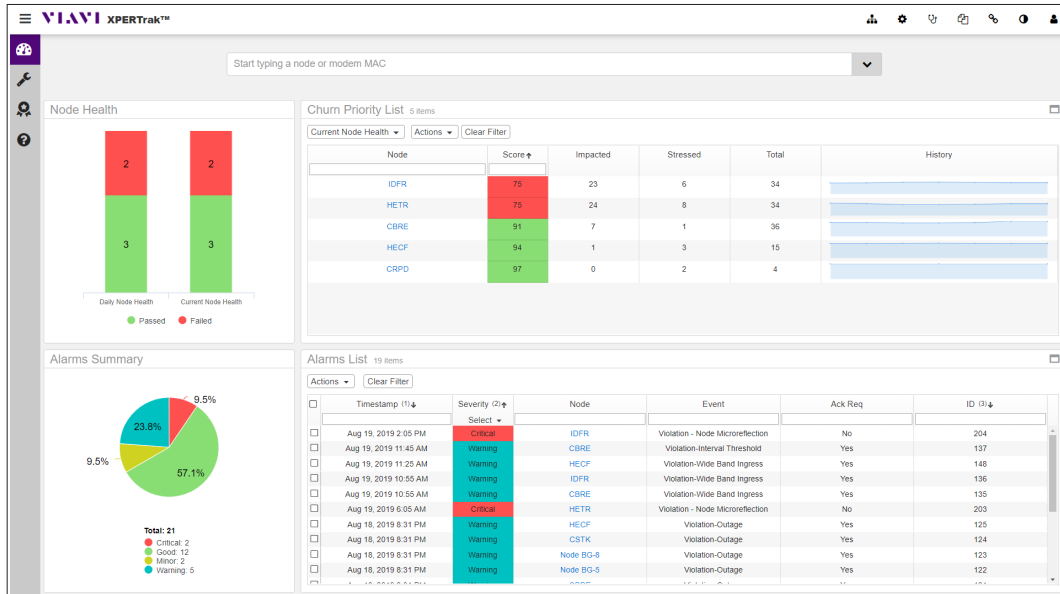 VIAVI XPERTrak™
Start typing a node or modem MAC
Node Health
2 2
3 3
Daily Node Health Current Node Health
Passed Failed
Churn Priority List 5 items
Current Node Health Actions Clear Filter
Node Score Impacted Stressed Total History
IDFR 75 23 6 34
HETR 75 24 8 34
CBRE 91 7 1 36
HECF 94 1 3 15
CRPD 97 0 2 4
Alarms Summary
9.5%
23.8%
9.5%
57.1%
Total: 21
Critical: 2
Good: 12
Minor: 2
Warning: 5
Alarms List 19 items
Actions Clear Filter
Timestamp (1) Severity (2) Node Event Ack Req ID (3)
Select
Aug 19, 2019 2:05 PM Critical IDFR Violation - Node Microreflection No 204
Aug 19, 2019 11:45 AM Warning CBRE Violation-Interval Threshold Yes 137
Aug 19, 2019 11:25 AM Warning HECF Violation-Wide Band Ingress Yes 148
Aug 19, 2019 10:55 AM Warning IDFR Violation-Wide Band Ingress Yes 136
Aug 19, 2019 10:55 AM Warning CBRE Violation-Wide Band Ingress Yes 135
Aug 19, 2019 6:05 AM Critical HETR Violation - Node Microreflection No 203
Aug 18, 2019 8:31 PM Warning HECF Violation-Outage Yes 125
Aug 18, 2019 8:31 PM Warning CSTK Violation-Outage Yes 124
Aug 18, 2019 8:31 PM Warning Node BG-8 Violation-Outage Yes 123
Aug 18, 2019 8:31 PM Warning Node BG-5 Violation-Outage Yes 122